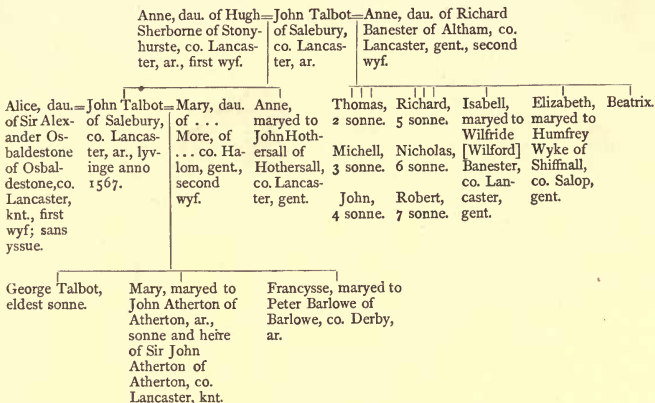 Anne, dau. of Hugh=John Talbot=Anne, dau. of Richard
Sherborne of Stony-
hurste, co. Lancas-
ter, ar., first wyf.
of Salebury,
co. Lancas-
ter, ar.
Banester of Altham, co.
Lancaster, gent., second
wyf.
Alice, dau.=John Talbot=Mary, dau.
of Sir Alex-
ander Os-
baldestone
of Osbal-
destone, co.
Lancaster,
knt., first
wyf; sans
yssue.
of Salebury,
co. Lancas-
ter, ar., lyv-
inge anno
1567.
of . . .
More, of
. . . co. Ha-
lom, gent.,
second
wyf.
Anne,
maryed to
John Hoth-
ersall of
Hothersall,
co. Lancas-
ter, gent.
Thomas,
2 sonne.
Michell,
3 sonne.
John,
4 sonne.
Richard,
5 sonne.
Nicholas,
6 sonne.
Robert,
7 sonne.
Isabell,
maryed to
Wilfride
[Wilford]
Banester,
co. Lan-
caster,
gent.
Elizabeth,
maryed to
Humfrey
Wyke of
Shiffnall,
co. Salop,
gent.
Beatrix.
George Talbot,
eldest sonne.
Mary, maryed to
John Atherton of
Atherton, ar.,
sonne and heire
of Sir John
Atherton of
Atherton, co.
Lancaster, knt.
Francysse, maryed to
Peter Barlowe of
Barlowe, co. Derby,
ar.